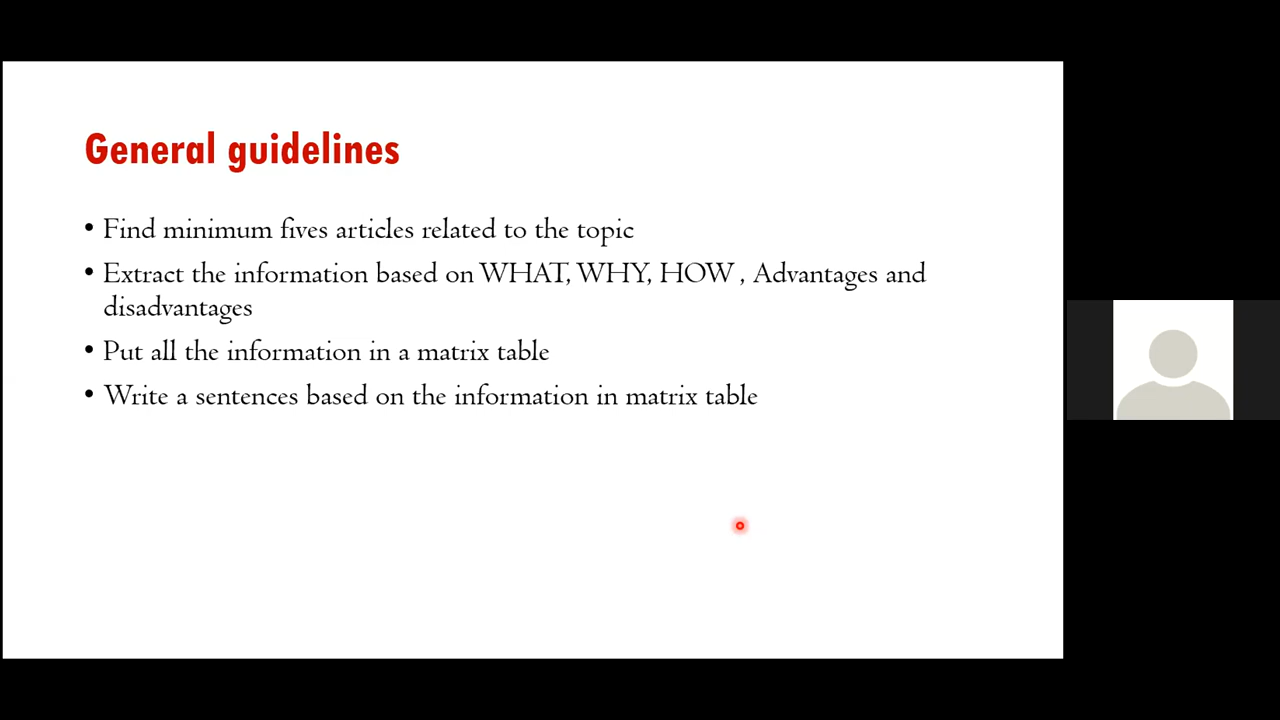 General guidelines
• Find minimum fives articles related to the topic
• Extract the information based on WHAT, WHY, HOW , Advantages and
disadvantages
• Put all the information in a matrix table
• Write a sentences based on the information in matrix table